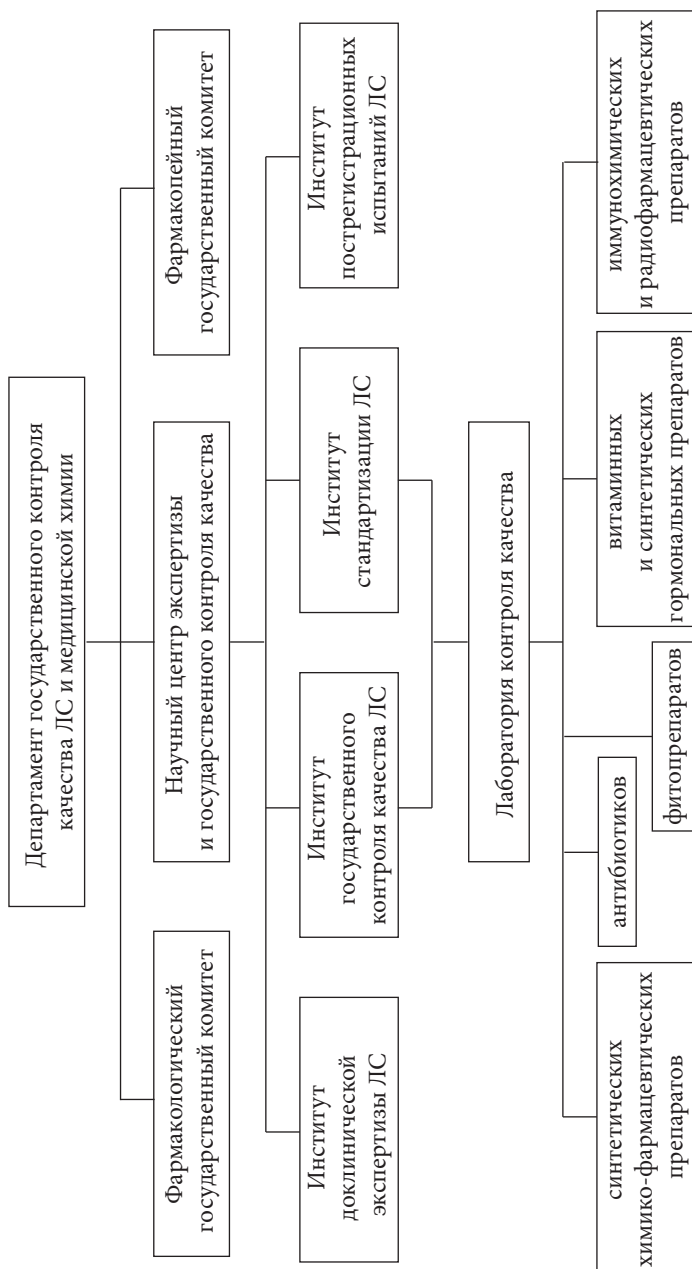 Департамент государственного контроля
качества ЛС и медицинской химии
Фармакологический
государственный комитет
Научный центр экспертизы
и государственного контроля качества
Фармакопейный
государственный комитет
Институт
доклинической
экспертизы ЛС
Институт
государственного
контроля качества ЛС
Институт
стандартизации ЛС
Институт
пострегистрационных
испытаний ЛС
Лаборатория контроля качества
синтетических
химико-фармацевтических
препаратов
антибиотиков
фитопрепаратов
витаминных
и синтетических
гормональных препаратов
иммунохимических
и радиофармацевтических
препаратов